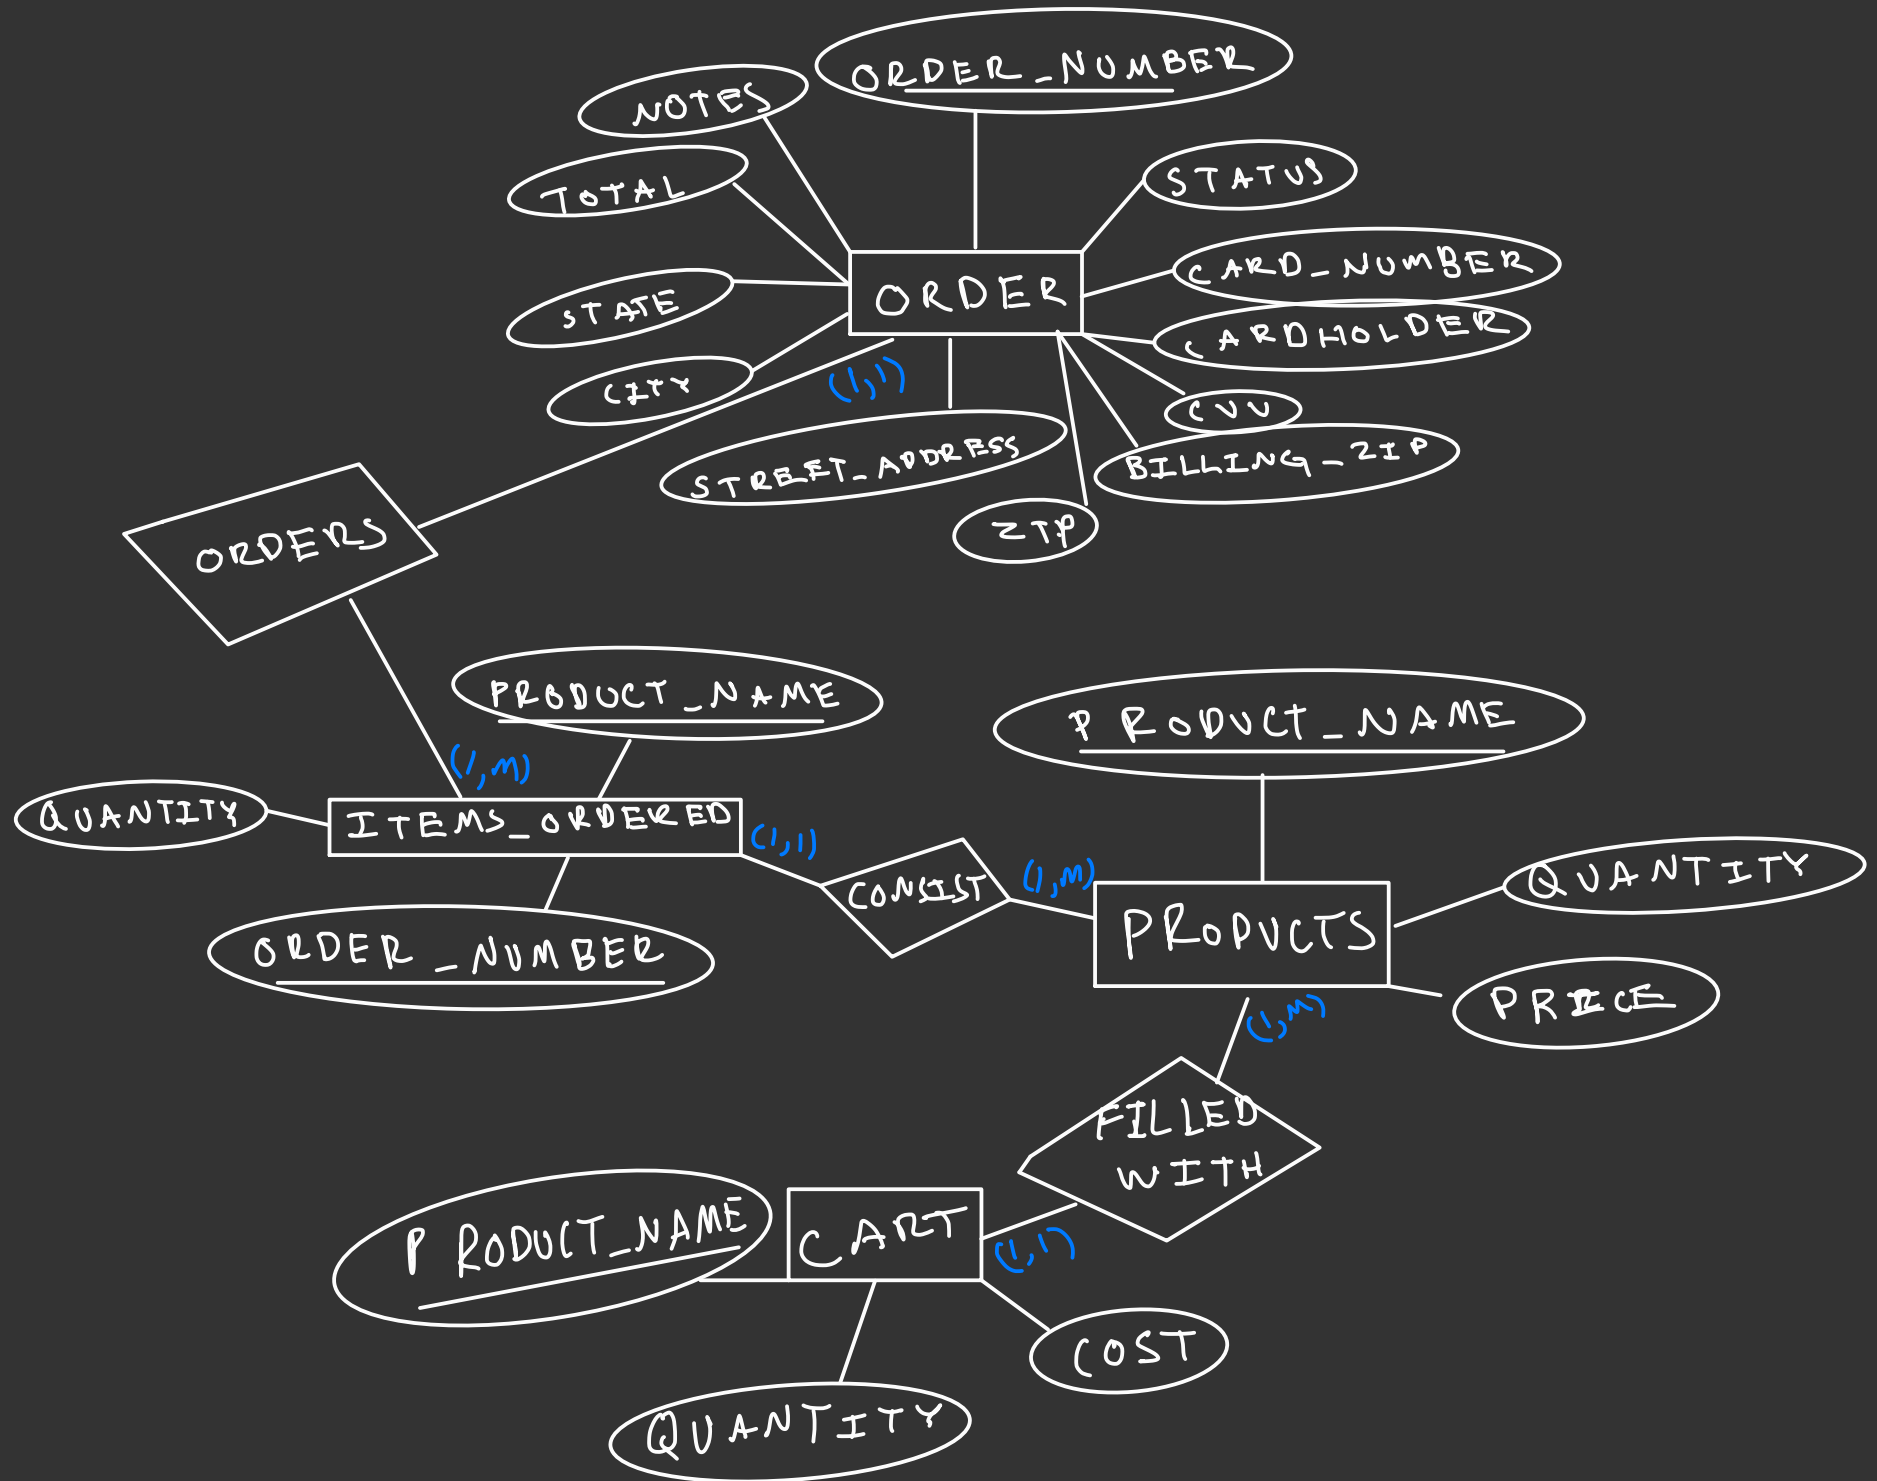 ORDER_NUMBER
NOTES
TOTAL
STATUS
STATE
ORDER
CARD_NUMBER
CARDHOLDER
CITY
(1,1)
CVV
STREET_ADDRESS
BILLING_ZIP
ZIP
ORDERS
PRODUCT_NAME
PRODUCT_NAME
(1,M)
QUANTITY
ITEMS_ORDERED
(1,1)
CONSIST
(1,M)
QUANTITY
PRODUCTS
ORDER_NUMBER
PRICE
(1,M)
FILLED
WITH
PRODUCT_NAME
CART
(1,1)
COST
QUANTITY